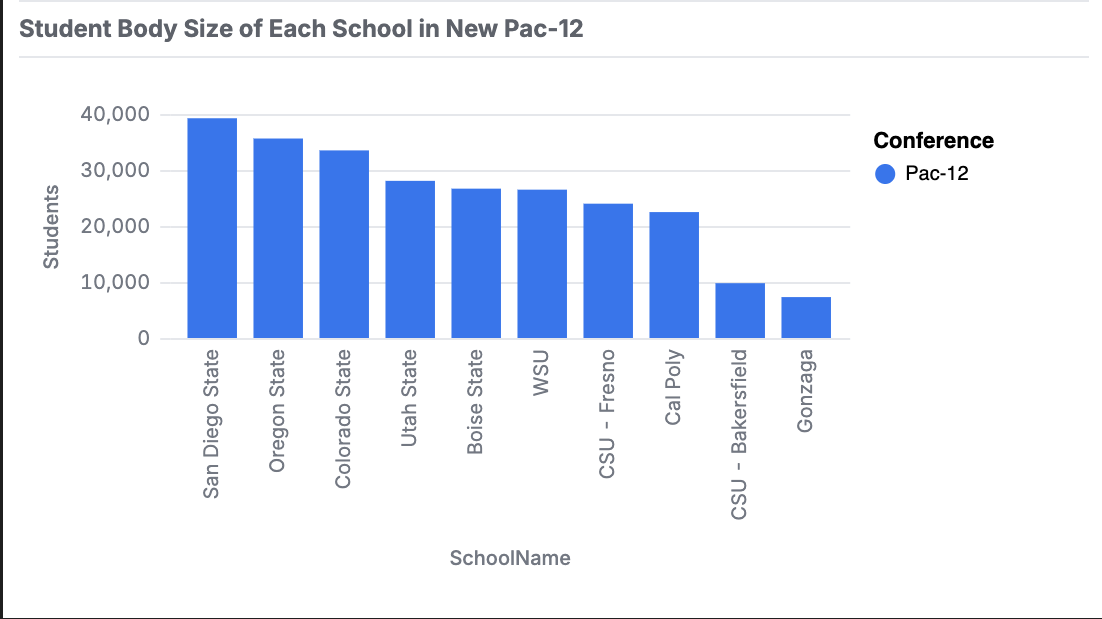 Student Body Size of Each School in New Pac-12
40,000
30,000
20,000
10,000
0
Students
San Diego State
Oregon State
Colorado State
Utah State
Boise State
WSU
CSU - Fresno
Cal Poly
CSU - Bakersfield
Gonzaga
SchoolName
Conference
Pac-12